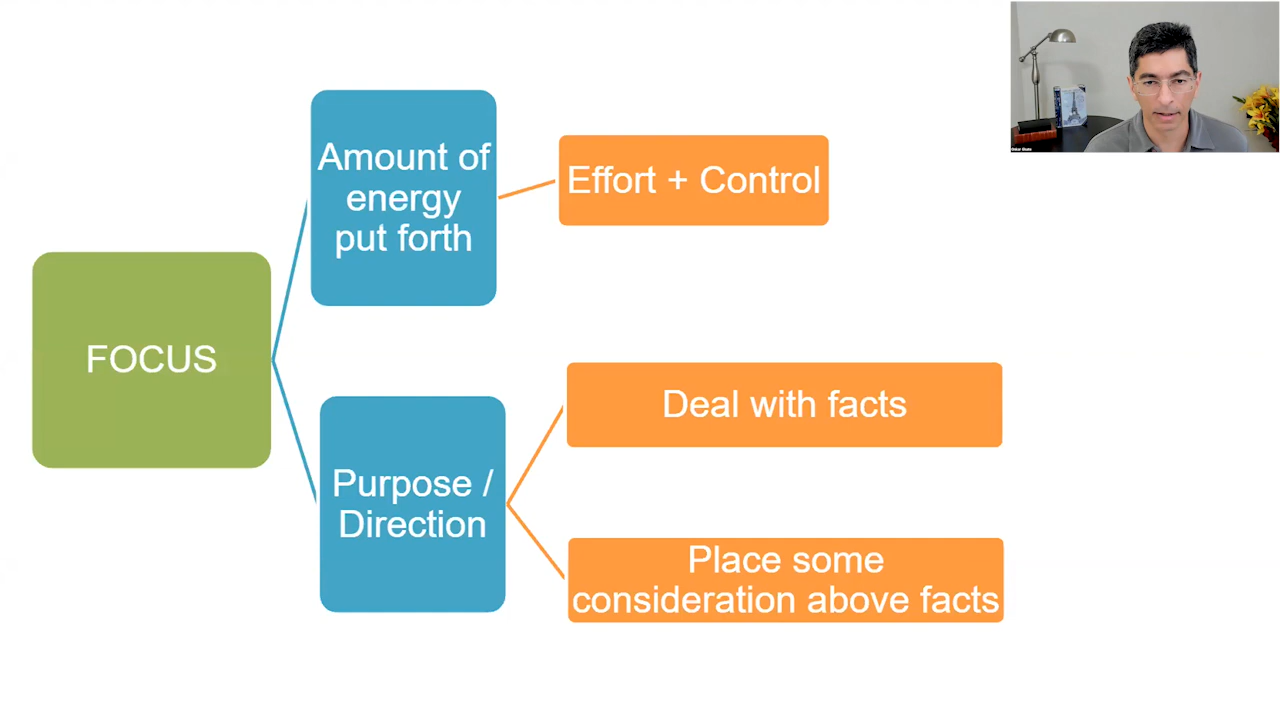 FOCUS
Amount of
energy
put forth
Effort + Control
Purpose /
Direction
Deal with facts
Place some
consideration above facts